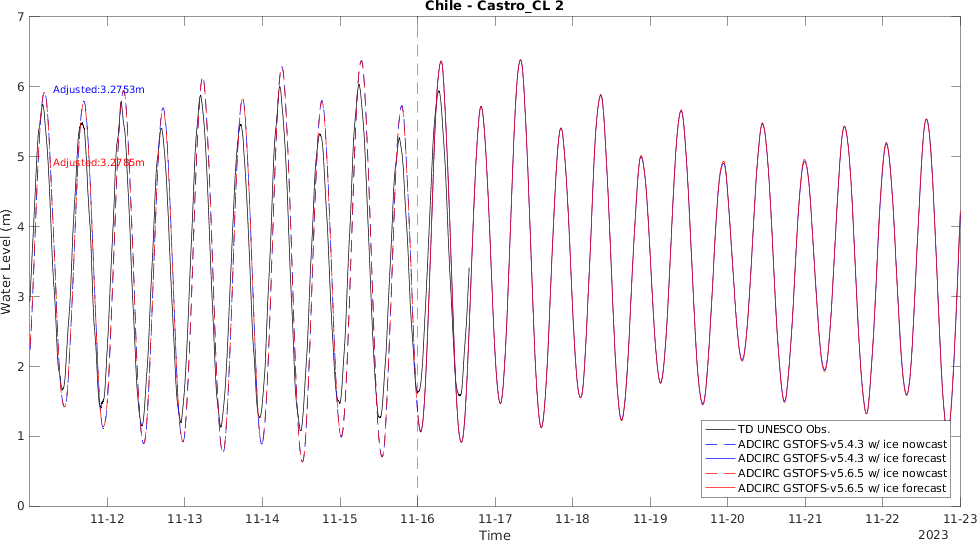 Chile - Castro_CL 2
7
6
5
4
3
2
1
0
Water Level (m)
Adjusted:3.2753m
Adjusted:3.2785m
TD UNESCO Obs.
ADCIRC GSTOFS-v5.4.3 w/ ice nowcast
ADCIRC GSTOFS-v5.4.3 w/ ice forecast
ADCIRC GSTOFS-v5.6.5 w/ ice nowcast
ADCIRC GSTOFS-v5.6.5 w/ ice forecast
11-12 11-13 11-14 11-15 11-16 11-17 11-18 11-19 11-20 11-21 11-22 11-23
Time
2023